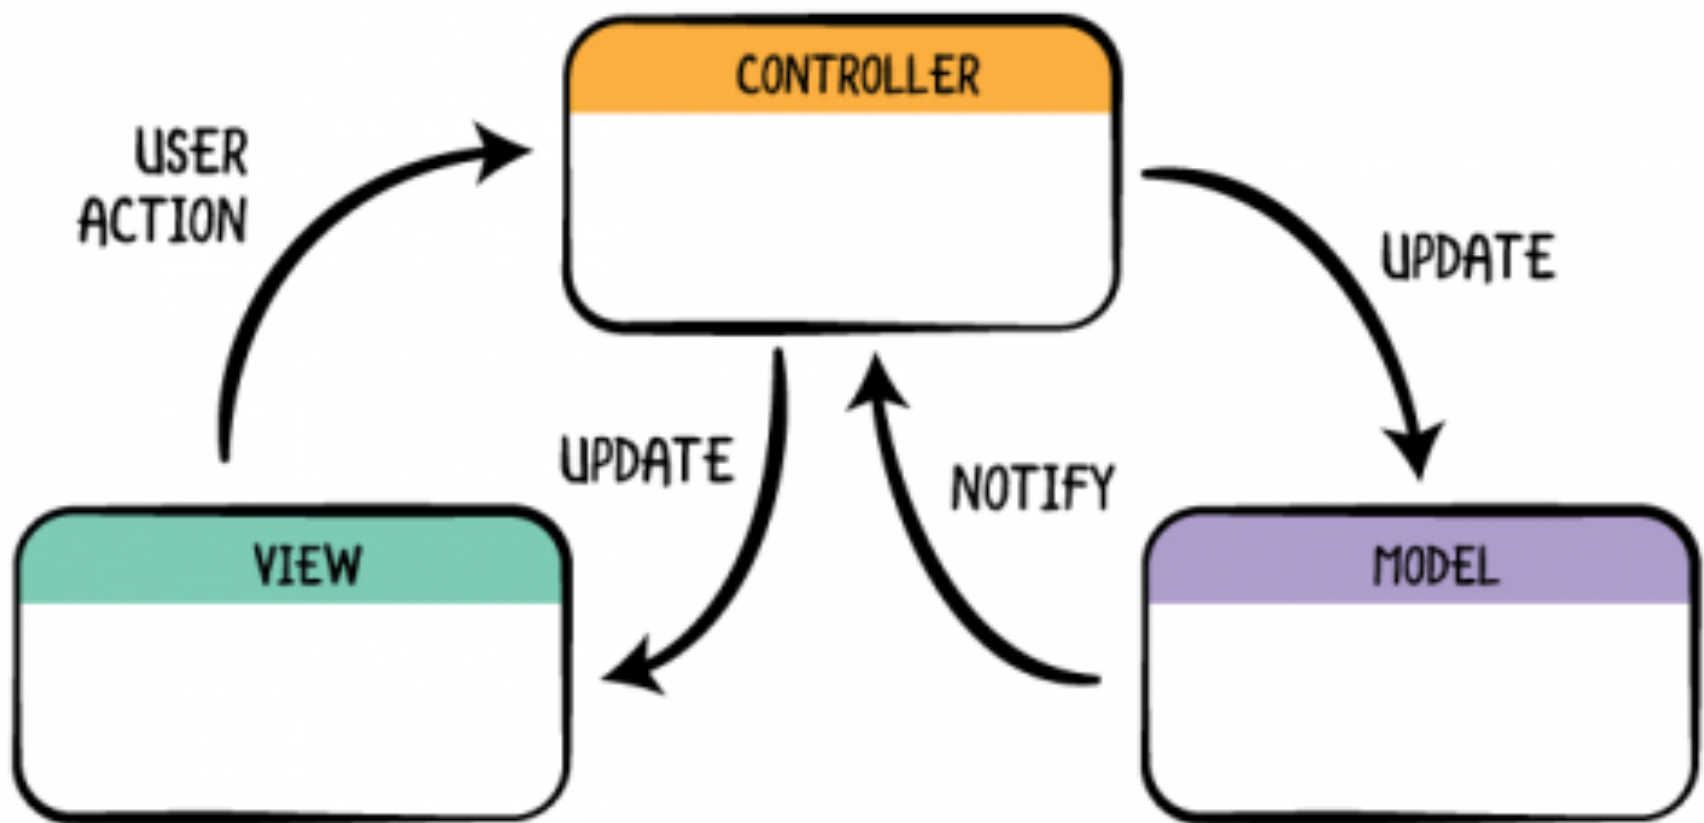 CONTROLLER
USER
ACTION
UPDATE
UPDATE
NOTIFY
VIEW
MODEL